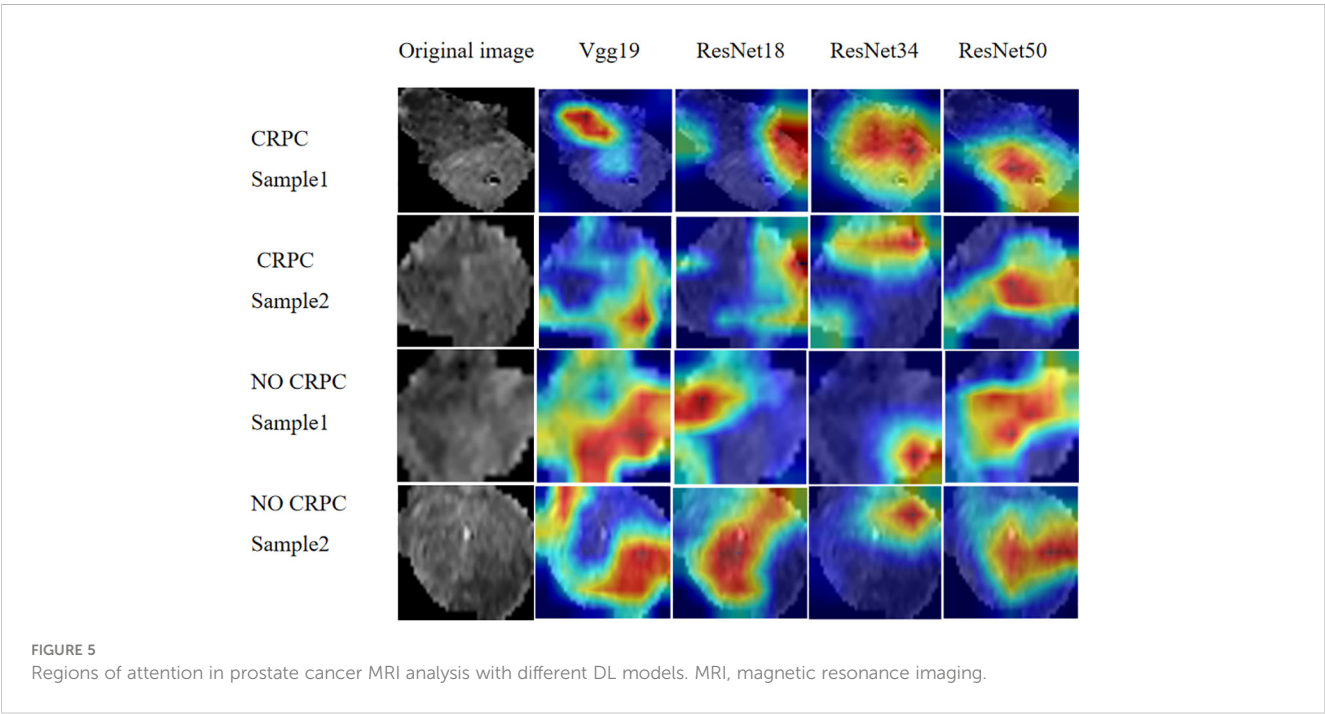 Original image Vgg19 ResNet18 ResNet34 ResNet50
CRPC
Sample1
CRPC
Sample2
NO CRPC
Sample1
NO CRPC
Sample2
FIGURE 5
Regions of attention in prostate cancer MRI analysis with different DL models. MRI, magnetic resonance imaging.